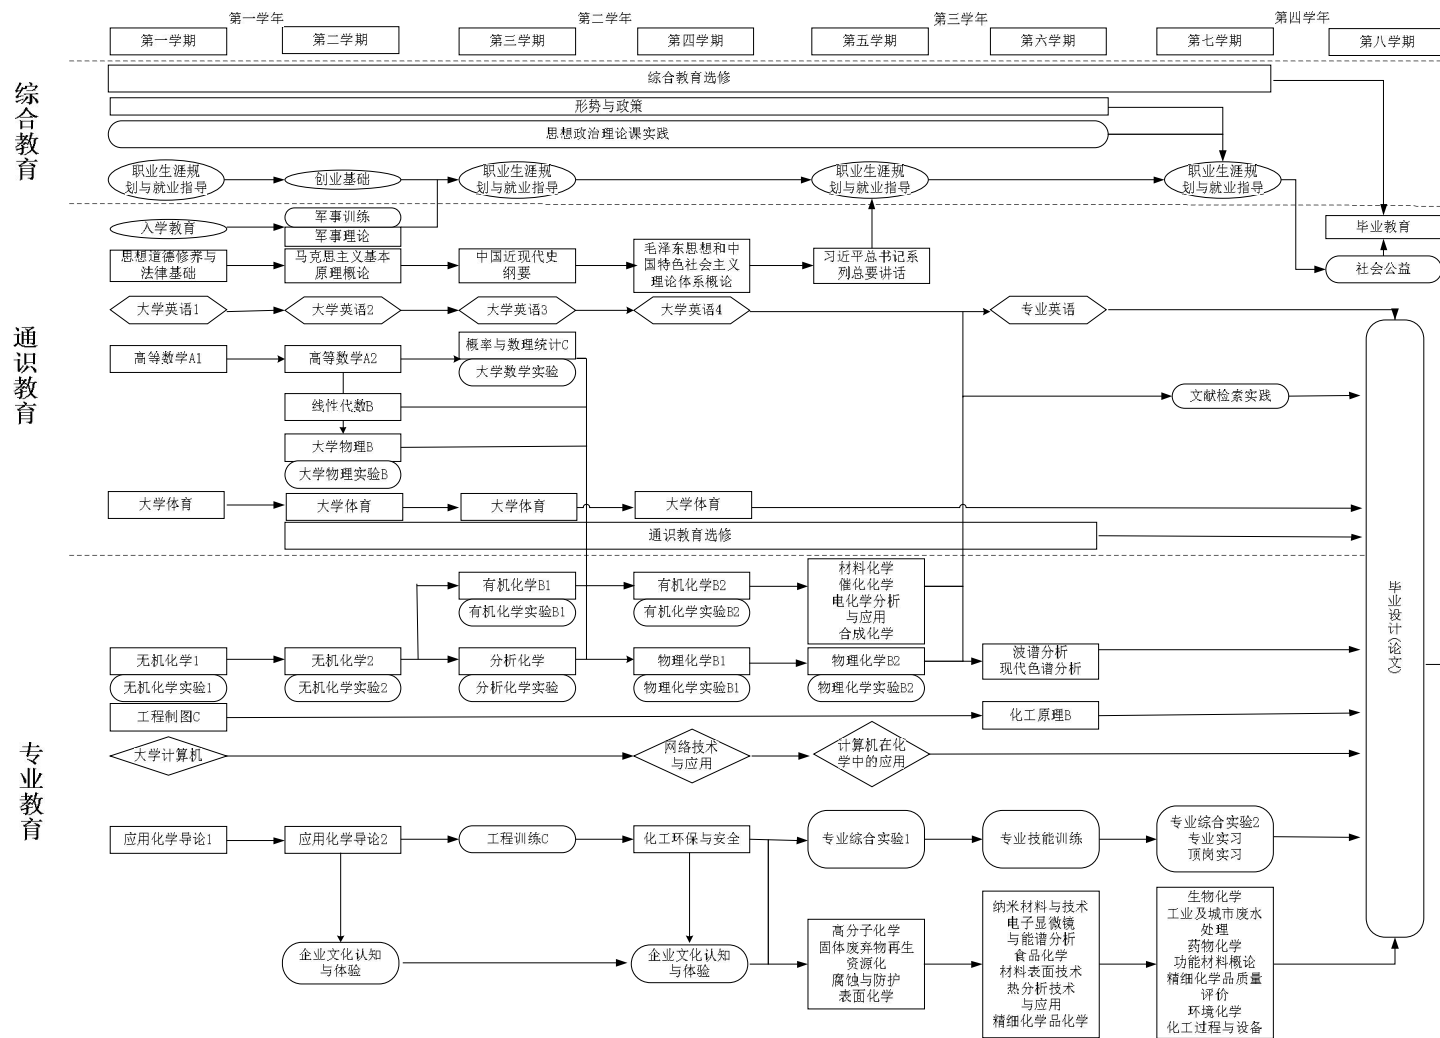 第一学年
第二学年
第三学年
第四学年
第一学期
第二学期
第三学期
第四学期
第五学期
第六学期
第七学期
第八学期
综合教育
综合教育选修
形势与政策
思想政治理论课实践
职业生涯规
划与就业指导
创业基础
职业生涯规
划与就业指导
职业生涯规
划与就业指导
职业生涯规
划与就业指导
通识教育
入学教育
军事训练
军事理论
毕业教育
思想道德修养与
法律基础
马克思主义基本
原理概论
中国近现代史
纲要
毛泽东思想和中
国特色社会主义
理论体系概论
习近平总书记系
列总要讲话
社会公益
大学英语1
大学英语2
大学英语3
大学英语4
专业英语
高等数学A1
高等数学A2
概率与数理统计C
大学数学实验
线性代数B
文献检索实践
大学物理B
大学物理实验B
大学体育
大学体育
大学体育
大学体育
通识教育选修
毕业设计(论文)
专业教育
有机化学B1
有机化学实验B1
有机化学B2
有机化学实验B2
材料化学
催化化学
电化学分析
与应用
合成化学
无机化学1
无机化学实验1
无机化学2
无机化学实验2
分析化学
分析化学实验
物理化学B1
物理化学实验B1
物理化学B2
物理化学实验B2
波谱分析
现代色谱分析
工程制图C
化工原理B
大学计算机
网络技术
与应用
计算机在化
学中的应用
应用化学导论1
应用化学导论2
工程训练C
化工环保与安全
专业综合实验1
专业技能训练
专业综合实验2
专业实习
顶岗实习
企业文化认知
与体验
企业文化认知
与体验
高分子化学
固体废弃物再生
资源化
腐蚀与防护
表面化学
纳米材料与技术
电子显微镜
与能谱分析
食品化学
材料表面技术
热分析技术
与应用
精细化学品化学
生物化学
工业及城市废水
处理
药物化学
功能材料概论
精细化学品质量
评价
环境化学
化工过程与设备